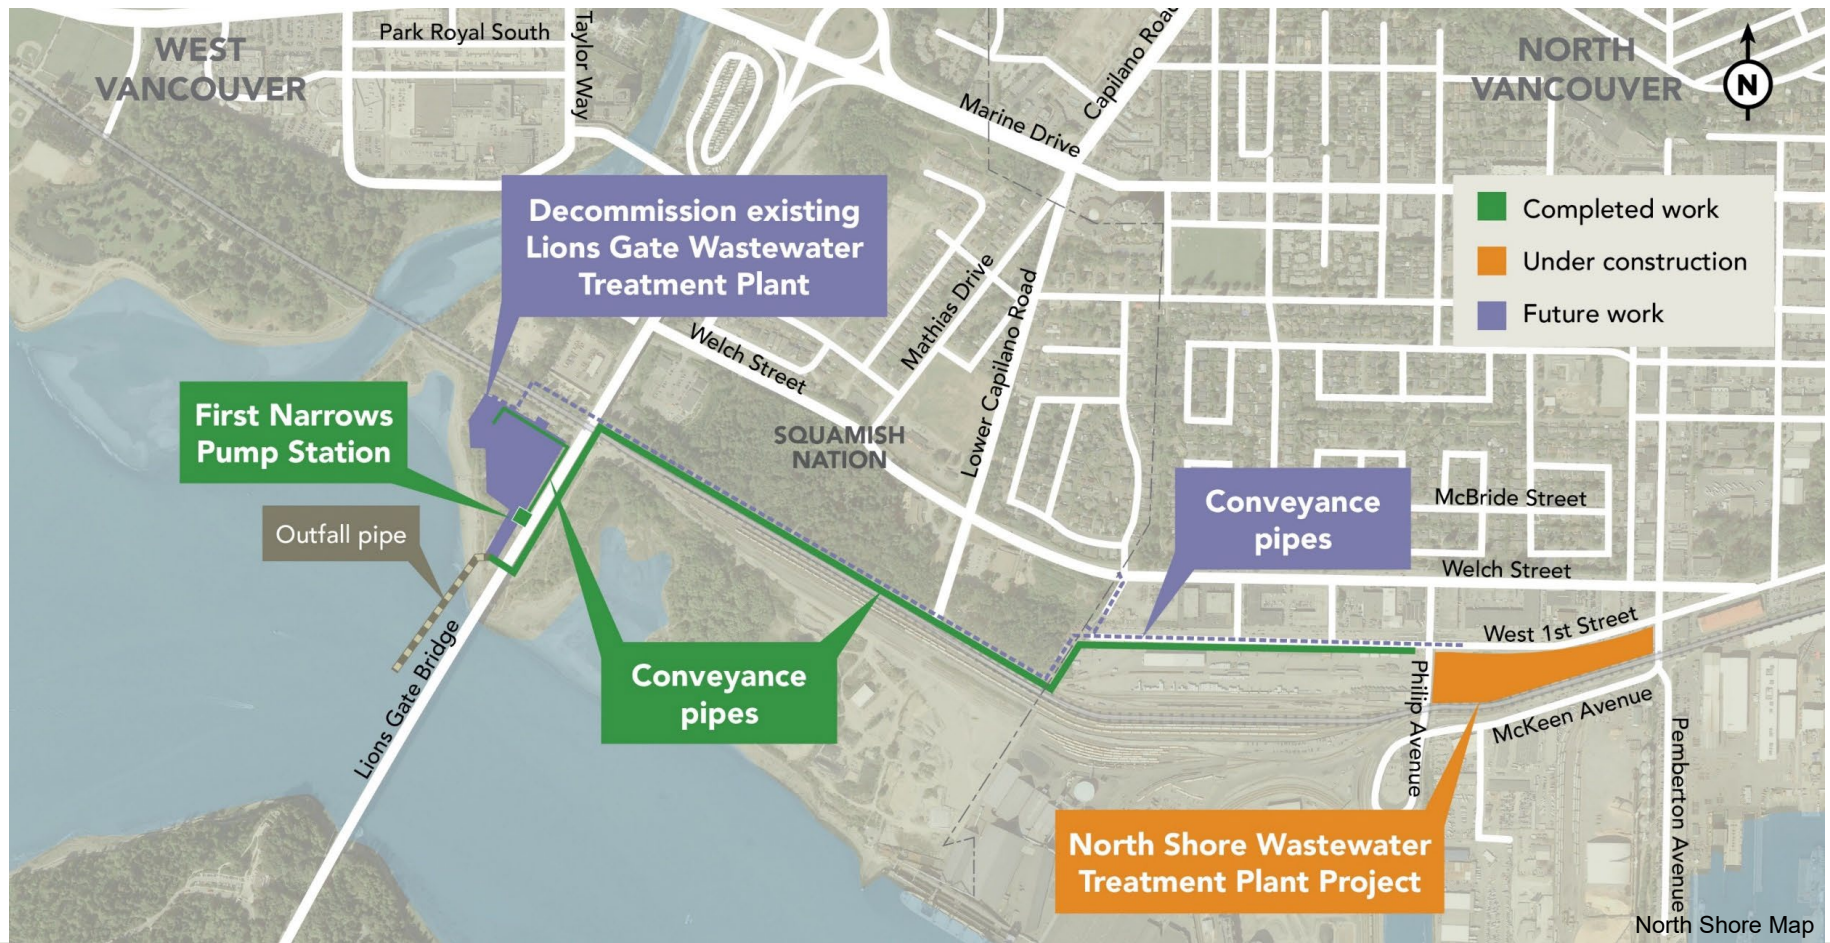 Park Royal South
Taylor Way
WEST
VANCOUVER
Capilano Road
Marine Drive
NORTH
VANCOUVER
N
Completed work
Under construction
Future work
Decommission existing
Lions Gate Wastewater
Treatment Plant
Welch Street
Mathias Drive
Lower Capilano Road
First Narrows
Pump Station
SQUAMISH
NATION
Outfall pipe
Conveyance
pipes
McBride Street
Welch Street
West 1st Street
Lions Gate Bridge
Conveyance
pipes
Philip Avenue
McKeen Avenue
Pemberton Avenue
North Shore Wastewater
Treatment Plant Project
North Shore Map